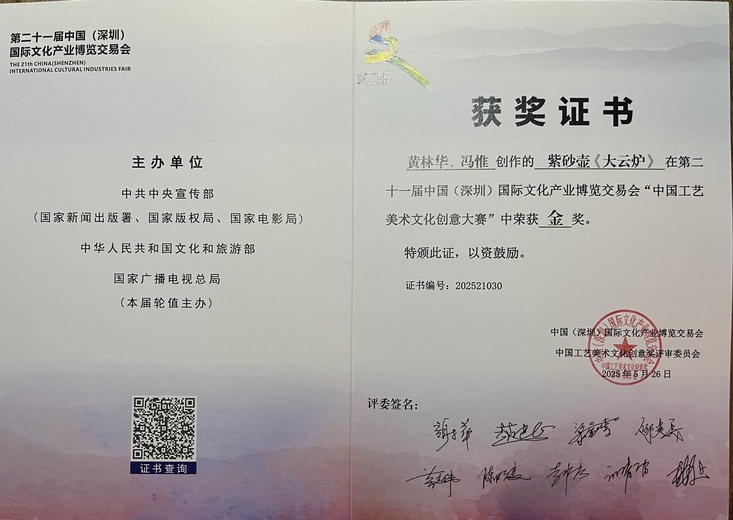 第二十一届中国（深圳）
国际文化产业博览交易会
THE 21th CHINA(SHENZHEN)
INTERNATIONAL CULTURAL INDUSTRIES FAIR
主办单位
中共中央宣传部
（国家新闻出版署、国家版权局、国家电影局）
中华人民共和国文化和旅游部
国家广播电视总局
（本届轮值主办）
证书查询
获奖证书
黄林华、冯惟 创作的 紫砂壶《大云炉》 在第二
十一届中国（深圳）国际文化产业博览交易会“中国工艺
美术文化创意大赛”中荣获 金 奖。
特颁此证，以资鼓励。
证书编号：202521030
中国（深圳）国际文化产业博览交易会
中国工艺美术文化创意奖评审委员会
2025年5月26日
评委签名：